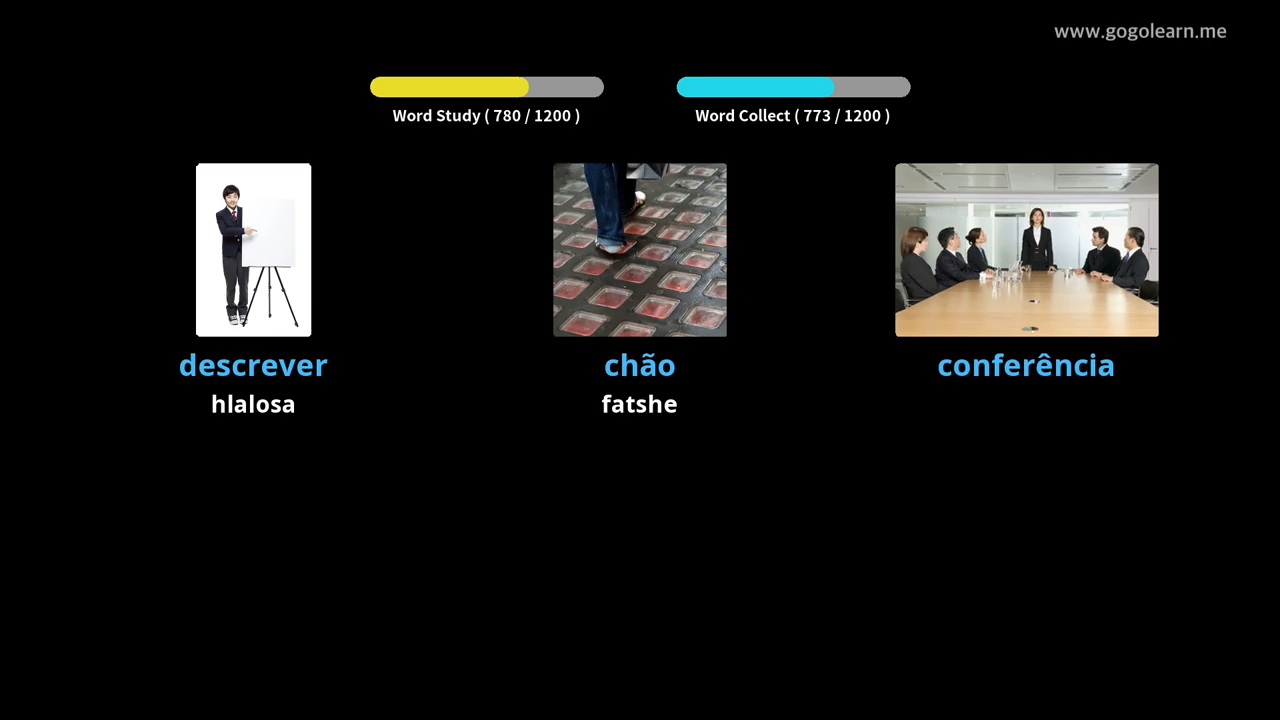 www.gogolearn.me
Word Study ( 780 / 1200 )
Word Collect ( 773 / 1200 )
descrever
chão
conferência
hlalosa
fatshe